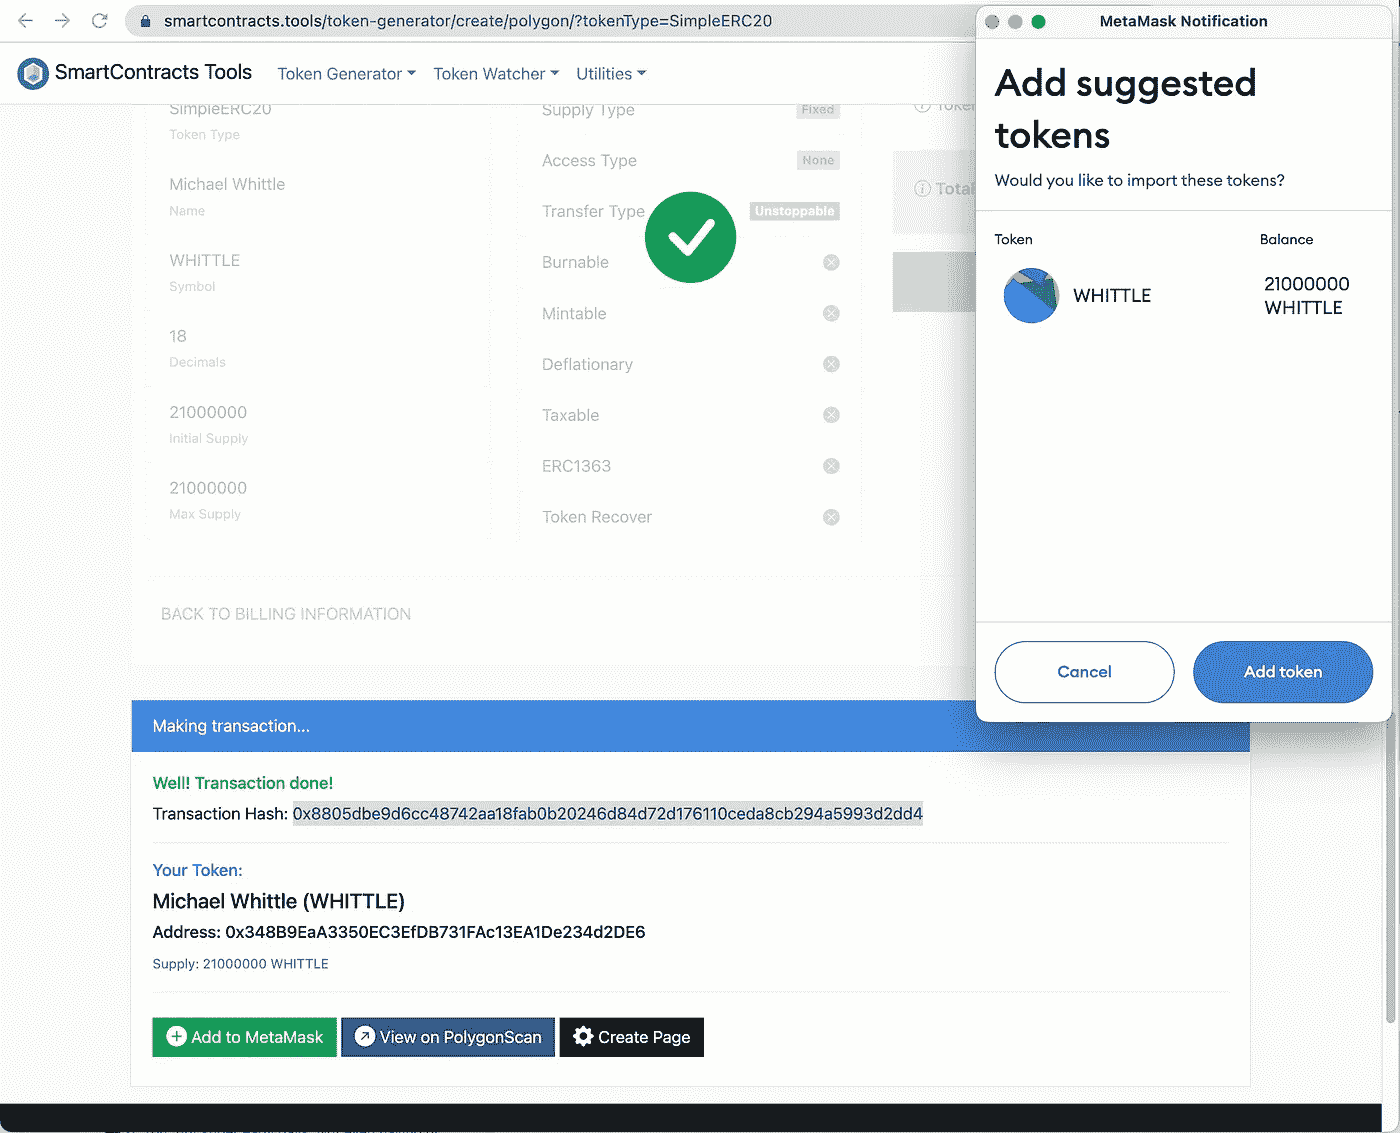 smartcontracts.tools/token-generator/create/polygon/?tokenType=SimpleERC20
SmartContracts Tools
Token Generator
Token Watcher
Utilities
SimpleERC20
Token Type
Michael Whittle
Name
WHITTLE
Symbol
18
Decimals
21000000
Initial Supply
21000000
Max Supply
Supply Type
Fixed
Access Type
None
Transfer Type
Unstoppable
Burnable
Mintable
Deflationary
Taxable
ERC1363
Token Recover
Total
BACK TO BILLING INFORMATION
MetaMask Notification
Add suggested
tokens
Would you like to import these tokens?
Token
Balance
WHITTLE
21000000
WHITTLE
Cancel
Add token
Making transaction...
Well! Transaction done!
Transaction Hash: 0x8805dbe9d6cc48742aa18fab0b20246d84d72d176110ceda8cb294a5993d2dd4
Your Token:
Michael Whittle (WHITTLE)
Address: 0x348B9EaA3350EC3EfDB731FAc13EA1De234d2DE6
Supply: 21000000 WHITTLE
Add to MetaMask
View on PolygonScan
Create Page